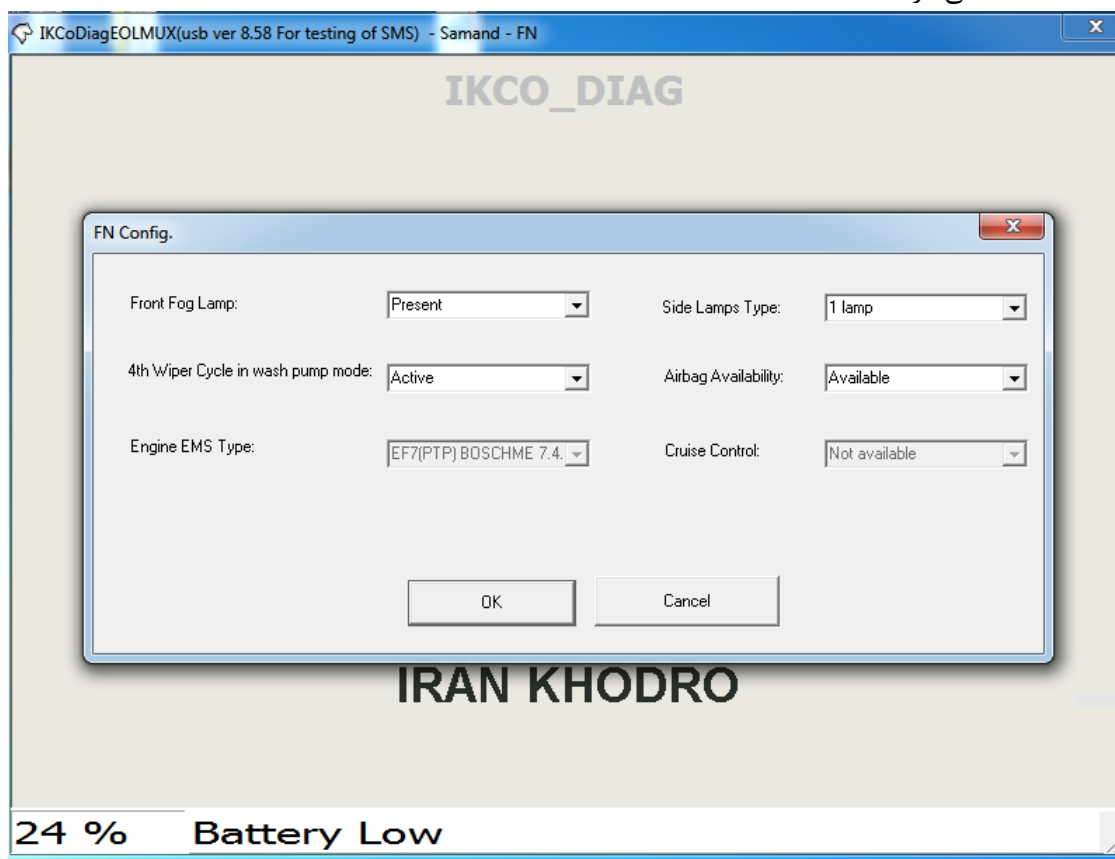 IKCoDiagEOLMUX(usb ver 8.58 For testing of SMS)  - Samand - FN
IKCO_DIAG
FN Config.
Front Fog Lamp: Present Side Lamps Type: 1 lamp
4th Wiper Cycle in wash pump mode: Active Airbag Availability: Available
Engine EMS Type: EF7(PTP) BOSCHME 7.4. Cruise Control: Not available
OK Cancel
IRAN KHODRO
24 % Battery Low